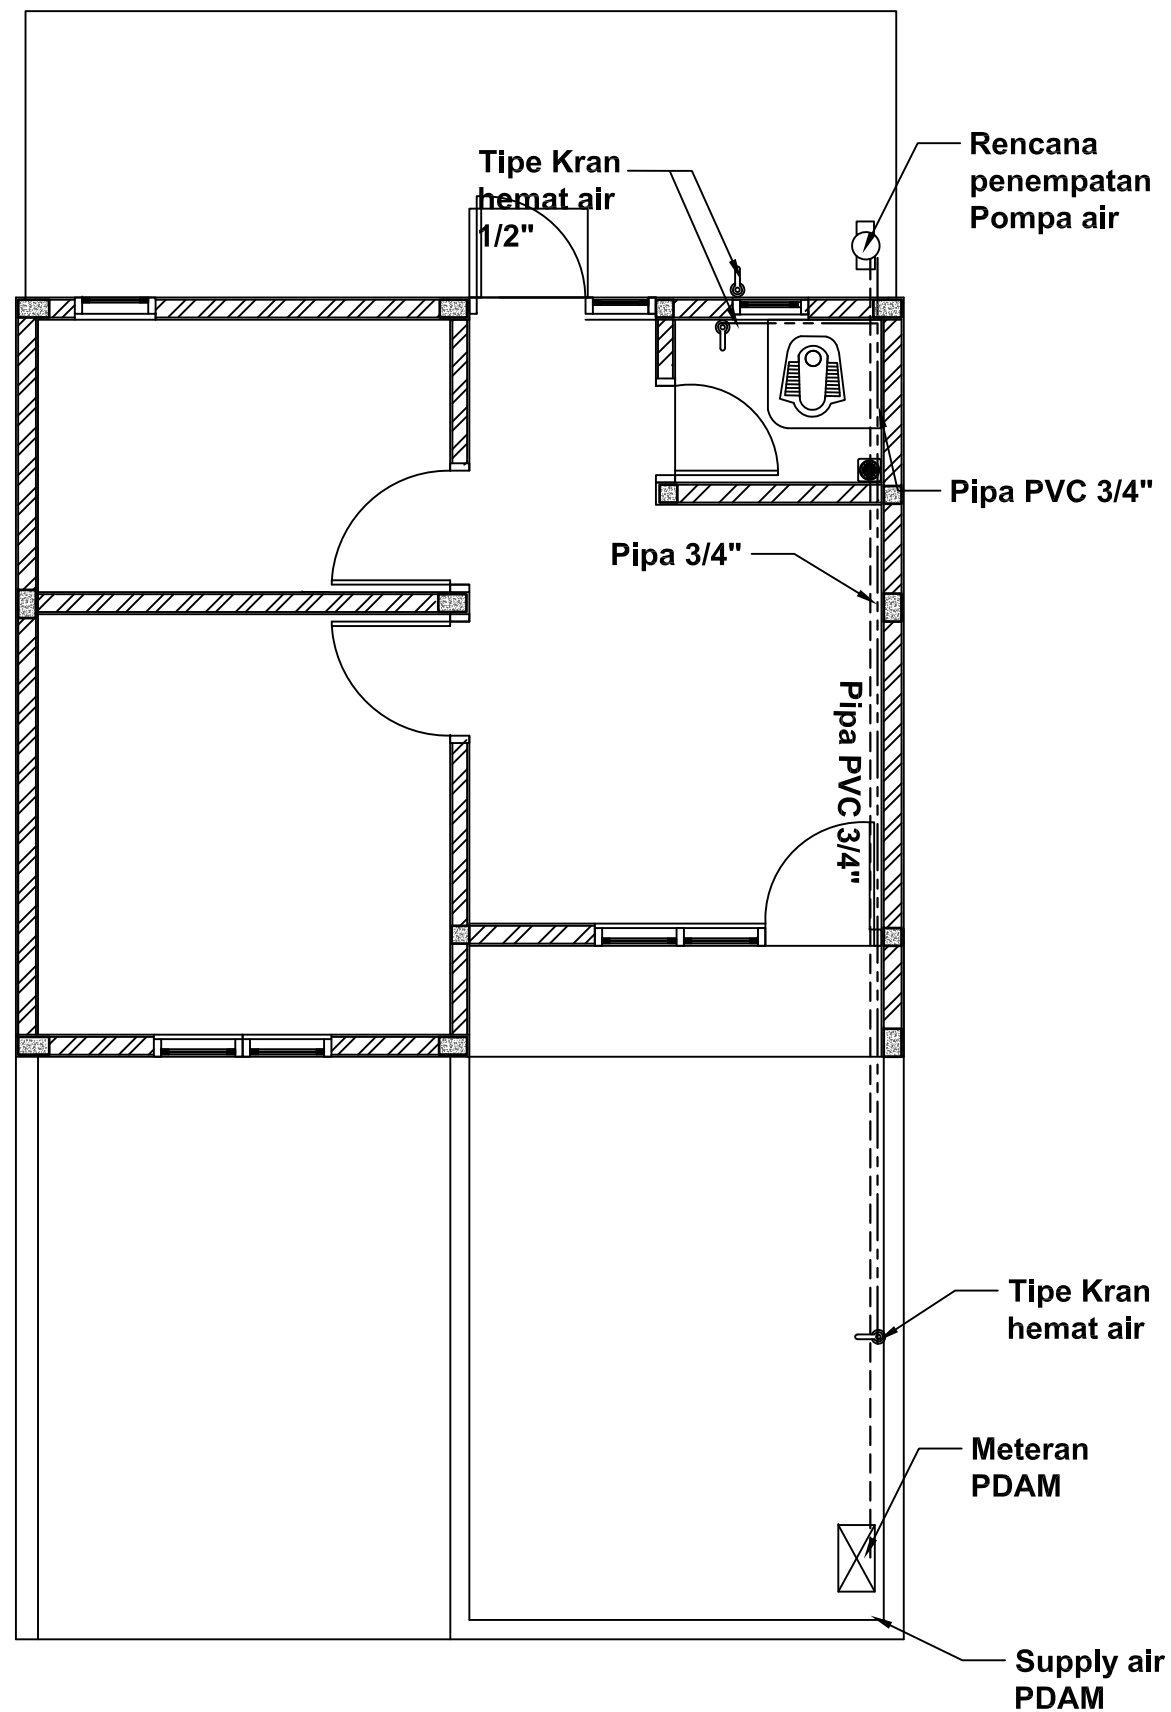 Rencana
penempatan
Pompa air
Tipe Kran
hemat air
1/2"
Pipa PVC 3/4"
Pipa 3/4"
Pipa PVC 3/4"
Tipe Kran
hemat air
Meteran
PDAM
Supply air
PDAM